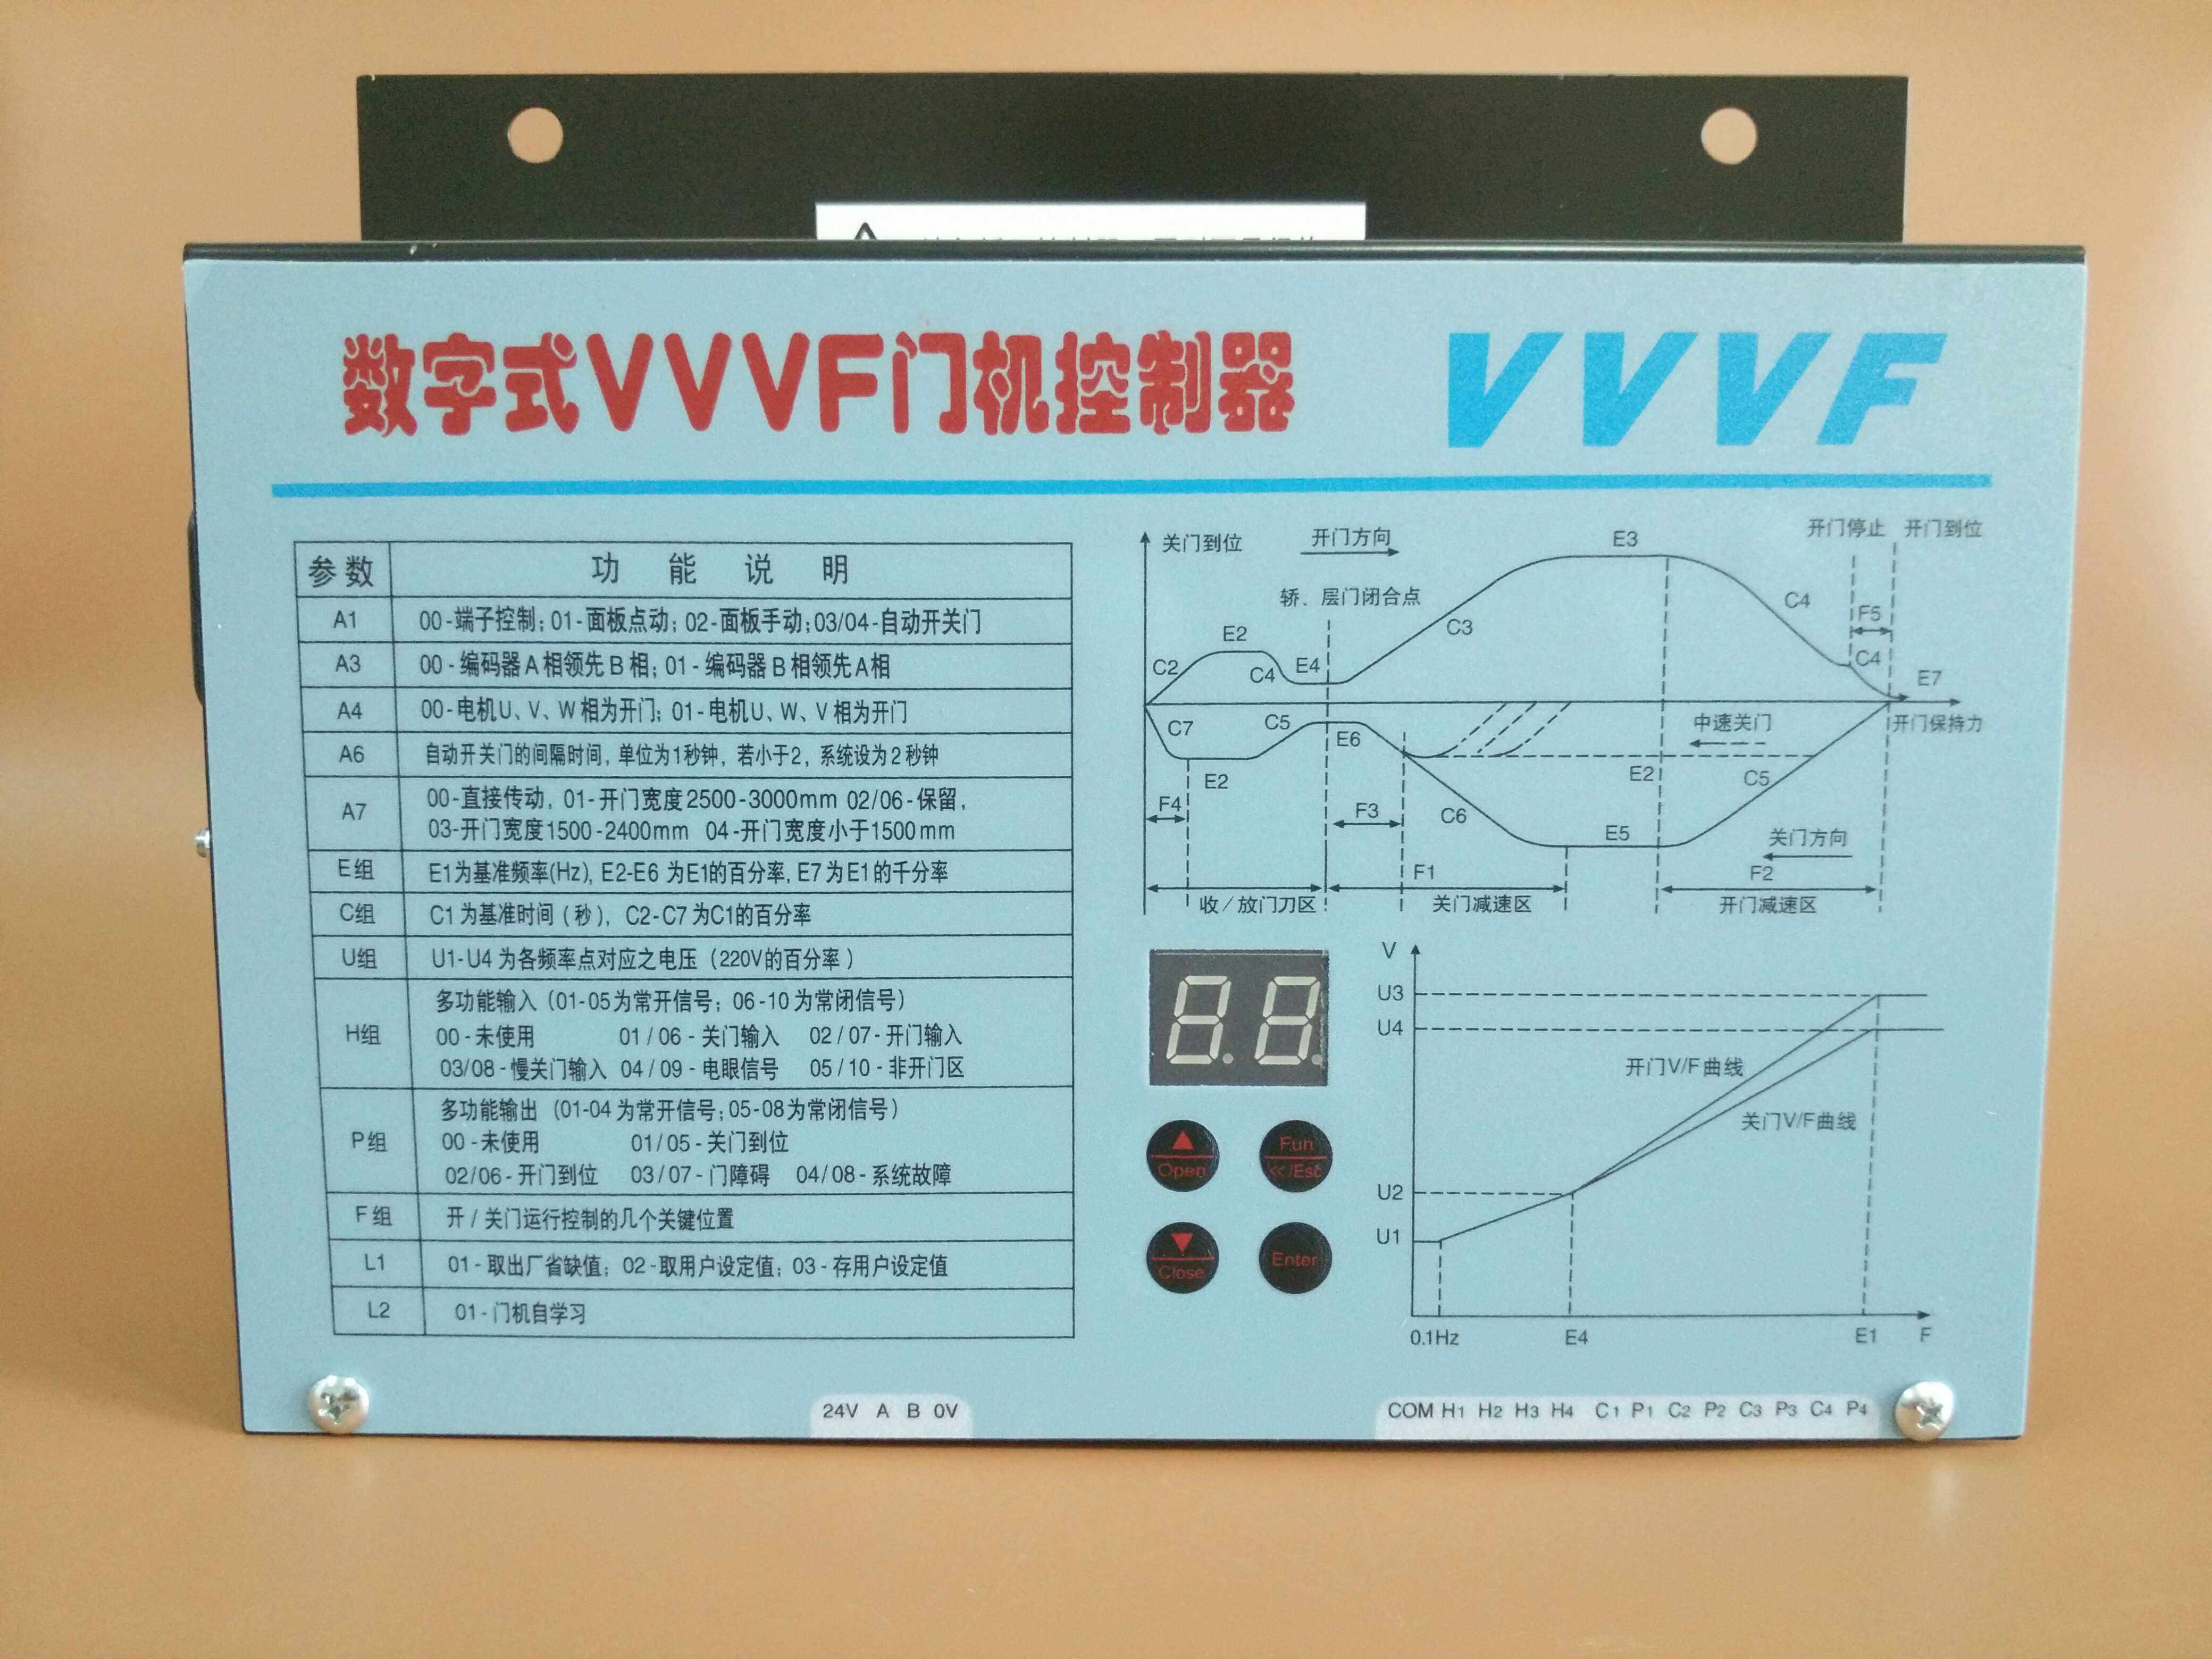 数字式VVVF门机控制器
VVVF
参数 功能说明
A1 00-端子控制；01-面板点动；02-面板手动；03/04-自动开关门
A3 00-编码器A相领先B相；01-编码器B相领先A相
A4 00-电机U、V、W相为开门；01-电机U、W、V相为开门
A6 自动开关门的间隔时间，单位为1秒钟，若小于2，系统设为2秒钟
A7 00-直接传动，01-开门宽度2500-3000mm 02/06-保留，
03-开门宽度1500-2400mm 04-开门宽度小于1500mm
E组 E1为基准频率(Hz), E2-E6为E1的百分率, E7为E1的千分率
C组 C1为基准时间（秒），C2-C7为C1的百分率
U组 U1-U4为各频率点对应之电压（220V的百分率）
H组 多功能输入（01-05为常开信号；06-10为常闭信号）
00-未使用 01/06-关门输入 02/07-开门输入
03/08-慢关门输入 04/09-电眼信号 05/10-非开门区
P组 多功能输出（01-04为常开信号；05-08为常闭信号）
00-未使用 01/05-关门到位
02/06-开门到位 03/07-门障碍 04/08-系统故障
F组 开/关门运行控制的几个关键位置
L1 01-取出厂省缺值；02-取用户设定值；03-存用户设定值
L2 01-门机自学习
关门到位 开门方向 E3 开门停止 开门到位
轿、层门闭合点
C3 C4 F5
E2
C2 C4 E4 C4 E7
C7 C5 E6 中速关门 开门保持力
E2 E2 C5
F4 F3 C6 E5 关门方向
F1 F2
收/放门刀区 关门减速区 开门减速区
V
U3
U4
开门V/F曲线
关门V/F曲线
U2
U1
0.1Hz E4 E1 F
88
Open
Fun
≪/Esc
Close
Enter
24V A B 0V
COM H1 H2 H3 H4 C1 P1 C2 P2 C3 P3 C4 P4